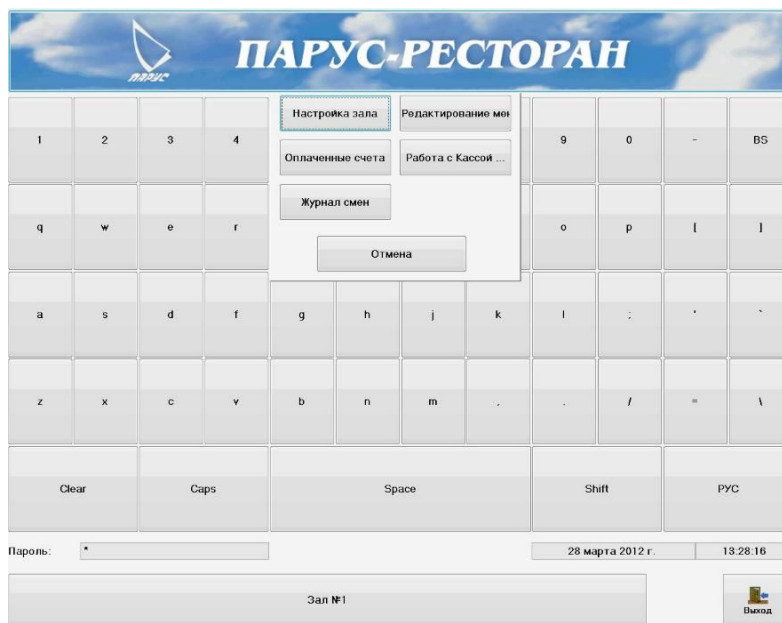 ПАРУС
ПАРУС-РЕСТОРАН
Настройка зала
Редактирование мен
1 2 3 4 9 0 - BS
Оплаченные счета
Работа с Кассой ...
Журнал смен
q w e r o p [ ]
Отмена
a s d f g h j k l ; ' `
z x c v b n m , . / = \
Clear Caps Space Shift РУС
Пароль: * 28 марта 2012 г. 13:28:16
Зал №1
Выход